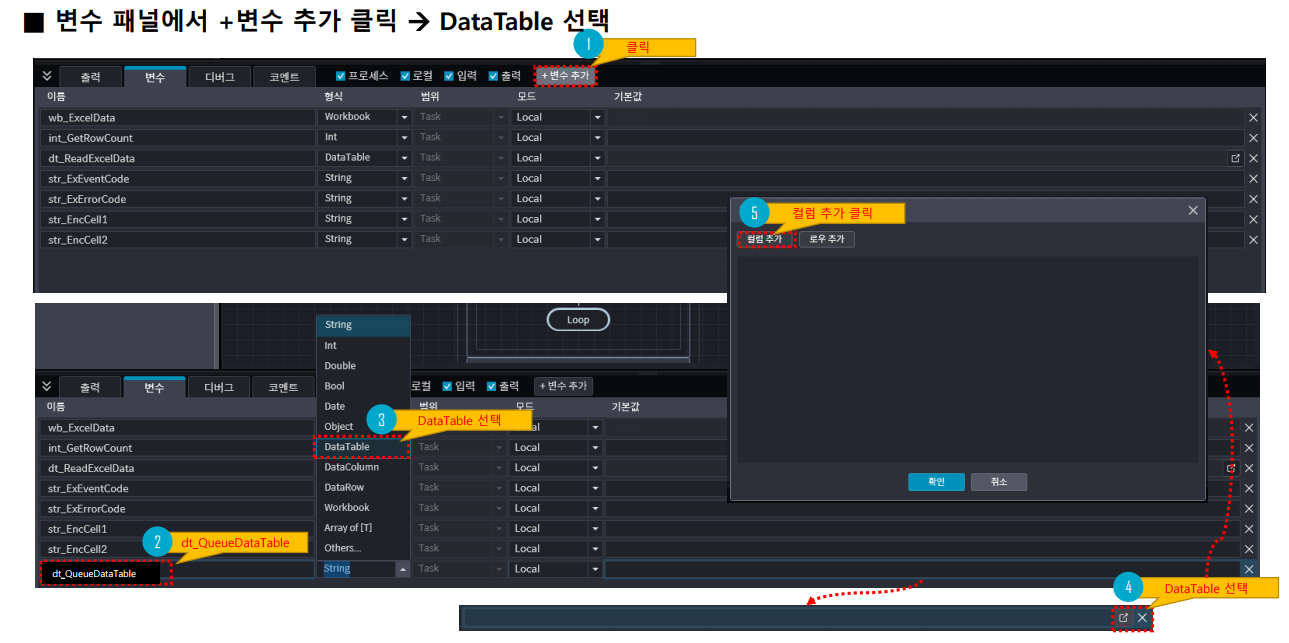 ■ 변수 패널에서 +변수 추가 클릭 → DataTable 선택
1 클릭
출력 변수 디버그 코멘트 프로세스 로컬 입력 출력 +변수 추가
이름 형식 범위 모드 기본값
wb_ExcelData Workbook Task Local
int_GetRowCount Int Task Local
dt_ReadExcelData DataTable Task Local
str_ExEventCode String Task Local
str_ExErrorCode String Task Local
str_EncCell1 String Task Local
str_EncCell2 String Task Local
5 컬럼 추가 클릭
컬럼 추가 로우 추가
확인 취소
Loop
String
Int
Double
Bool
Date
Object
DataTable
DataColumn
DataRow
Workbook
Array of [T]
Others...
3 DataTable 선택
출력 변수 디버그 코멘트 로컬 입력 출력 +변수 추가
이름 범위 모드 기본값
wb_ExcelData
int_GetRowCount Task Local
dt_ReadExcelData Task Local
str_ExEventCode Task Local
str_ExErrorCode Task Local
str_EncCell1 Task Local
str_EncCell2 Task Local
2 dt_QueueDataTable
dt_QueueDataTable String Task Local
4 DataTable 선택